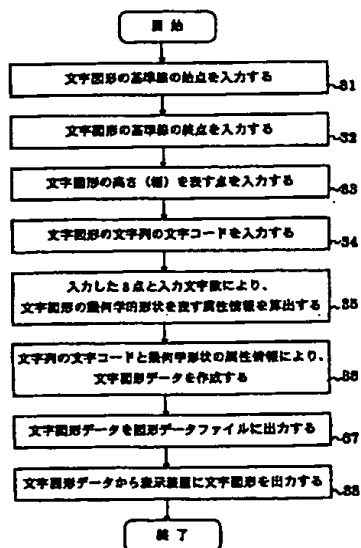 開始
文字図形の基準線の始点を入力する
S1
文字図形の基準線の終点を入力する
S2
文字図形の高さ（幅）を表す点を入力する
S3
文字図形の文字列の文字コードを入力する
S4
入力した3点と入力文字数により、
文字図形の幾何学的形状を表す属性情報を算出する
S5
文字列の文字コードと幾何学形状の属性情報により、
文字図形データを作成する
S6
文字図形データを図形データファイルに出力する
S7
文字図形データから表示装置に文字図形を出力する
S8
終了